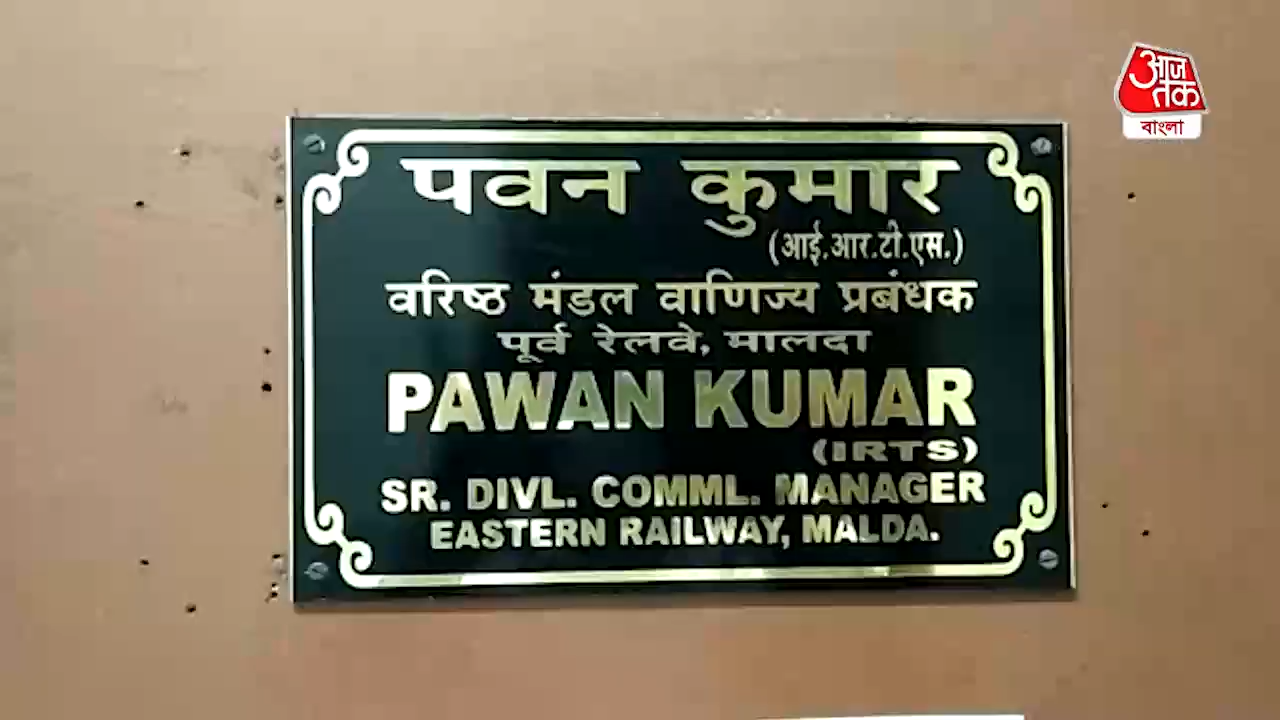 आज
तक
বাংলা
पवन कुमार
(आई.आर.टी.एस.)
वरिष्ठ मंडल वाणिज्य प्रबंधक
पूर्व रेलवे, मालदा
PAWAN KUMAR
(IRTS)
SR. DIVL. COMML. MANAGER
EASTERN RAILWAY, MALDA.